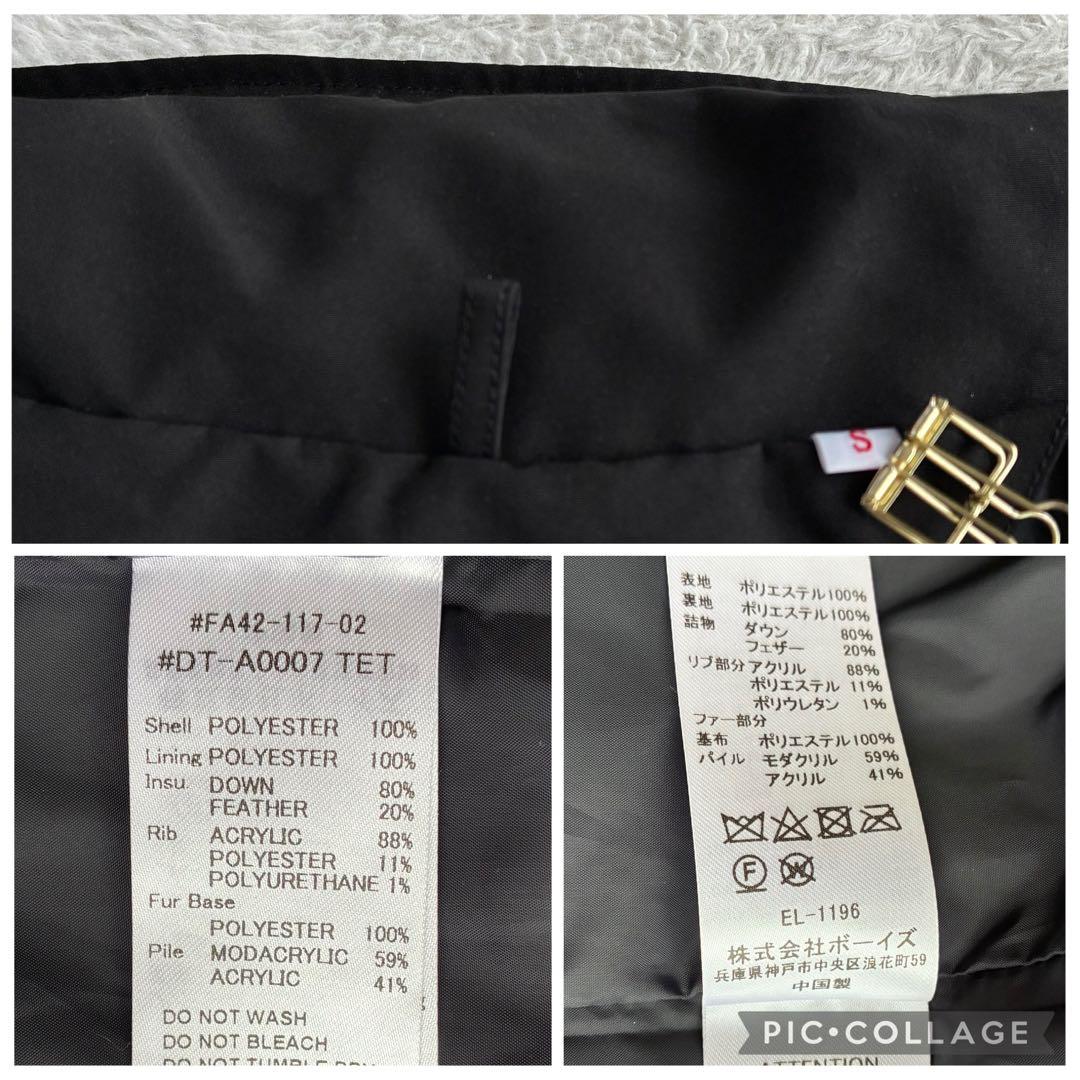 S
#FA42-117-02
#DT-A0007 TET
Shell POLYESTER 100%
Lining POLYESTER 100%
Insu. DOWN 80%
FEATHER 20%
Rib ACRYLIC 88%
POLYESTER 11%
POLYURETHANE 1%
Fur Base
POLYESTER 100%
Pile MODACRYLIC 59%
ACRYLIC 41%
DO NOT WASH
DO NOT BLEACH
DO NOT TUMBLE DRY
表地 ポリエステル100%
裏地 ポリエステル100%
詰物 ダウン 80%
フェザー 20%
リブ部分 アクリル 88%
ポリエステル 11%
ポリウレタン 1%
ファー部分
基布 ポリエステル100%
パイル モダクリル 59%
アクリル 41%
F W
EL-1196
株式会社ボーイズ
兵庫県神戸市中央区浪花町59
中国製
ATTENTION
PIC•COLLAGE